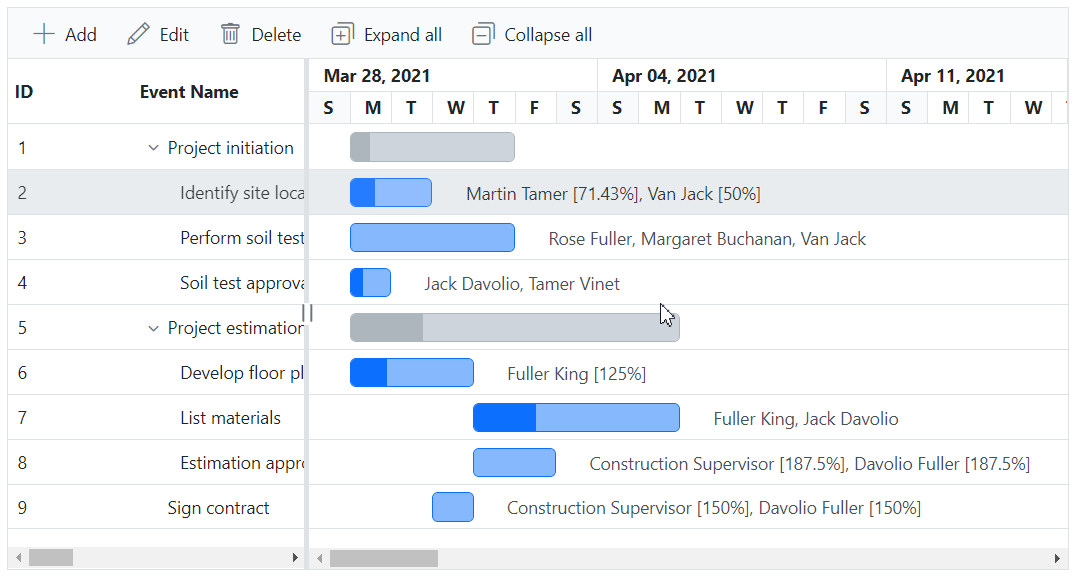 Add Edit Delete Expand all Collapse all
Mar 28, 2021 Apr 04, 2021 Apr 11, 2021
ID Event Name
S M T W T F S S M T W T F S S M T W
1 Project initiation
2 Identify site loca Martin Tamer [71.43%], Van Jack [50%]
3 Perform soil test Rose Fuller, Margaret Buchanan, Van Jack
4 Soil test approva Jack Davolio, Tamer Vinet
5 Project estimation
6 Develop floor pl Fuller King [125%]
7 List materials Fuller King, Jack Davolio
8 Estimation appro Construction Supervisor [187.5%], Davolio Fuller [187.5%]
9 Sign contract Construction Supervisor [150%], Davolio Fuller [150%]